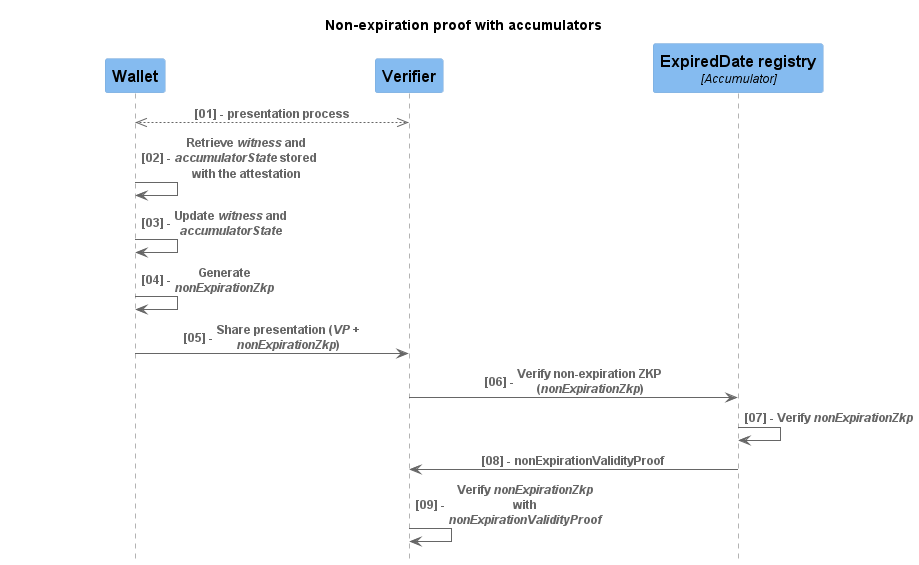 Non-expiration proof with accumulators
Wallet
Verifier
ExpiredDate registry
[Accumulator]
[01] - presentation process
Retrieve witness and
[02] - accumulatorState stored
with the attestation
[03] - Update witness and
accumulatorState
Generate
[04] - nonExpirationZkp
Share presentation (VP +
[05] - nonExpirationZkp)
Verify non-expiration ZKP
[06] - (nonExpirationZkp)
[07] - Verify nonExpirationZkp
[08] - nonExpirationValidityProof
Verify nonExpirationZkp
[09] - with
nonExpirationValidityProof